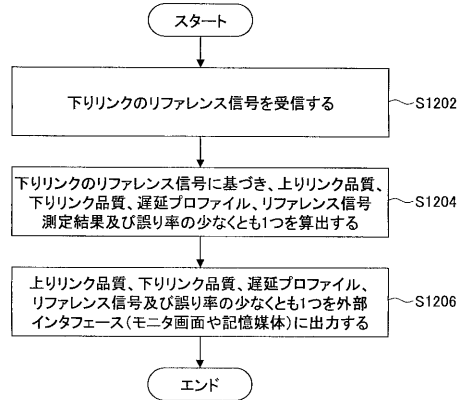 スタート
下りリンクのリファレンス信号を受信する
S1202
下りリンクのリファレンス信号に基づき、上りリンク品質、
下りリンク品質、遅延プロファイル、リファレンス信号
測定結果及び誤り率の少なくとも1つを算出する
S1204
上りリンク品質、下りリンク品質、遅延プロファイル、
リファレンス信号及び誤り率の少なくとも1つを外部
インタフェース(モニタ画面や記憶媒体)に出力する
S1206
エンド